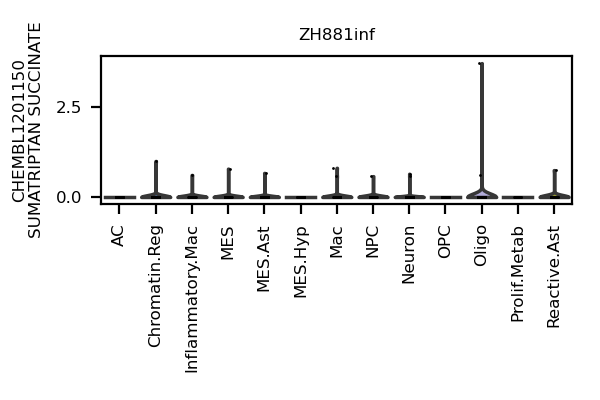 ZH881inf
CHEMBL1201150
SUMATRIPTAN SUCCINATE
2.5
0.0
AC
Chromatin.Reg
Inflammatory.Mac
MES
MES.Ast
MES.Hyp
Mac
NPC
Neuron
OPC
Oligo
Prolif.Metab
Reactive.Ast